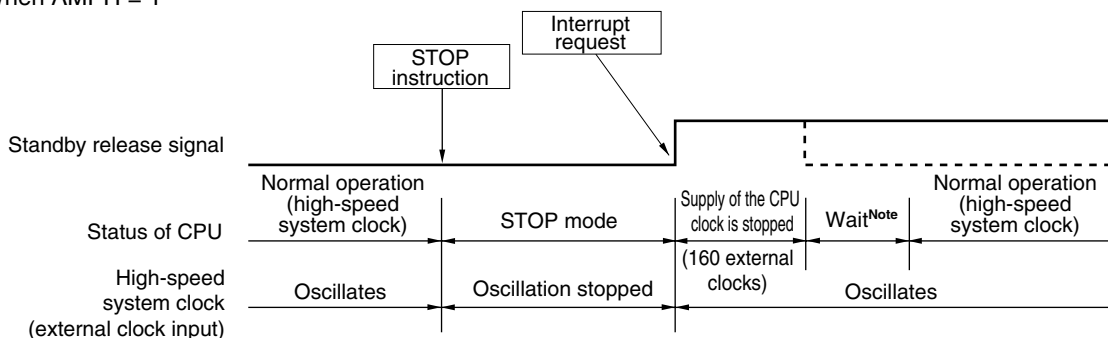 when AMPH = 1
Interrupt
request
STOP
instruction
Standby release signal
Normal operation
(high-speed
system clock)
Supply of the CPU
clock is stopped
Normal operation
(high-speed
system clock)
Status of CPU
STOP mode
WaitNote
(160 external
clocks)
High-speed
system clock
(external clock input)
Oscillates
Oscillation stopped
Oscillates